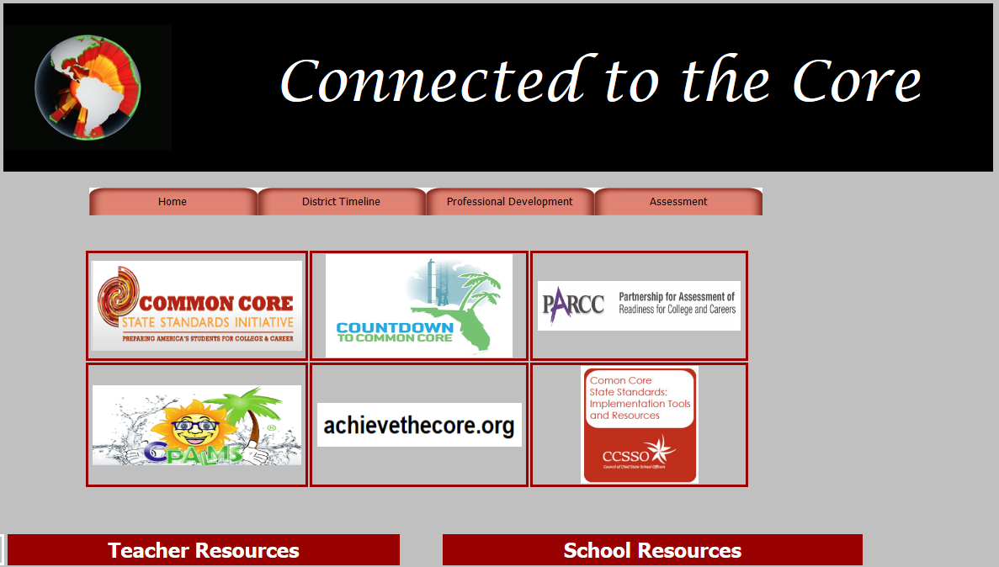 Connected to the Core
Home
District Timeline
Professional Development
Assessment
COMMON CORE
STATE STANDARDS INITIATIVE
PREPARING AMERICA'S STUDENTS FOR COLLEGE & CAREER
COUNTDOWN
TO COMMON CORE
PARCC
Partnership for Assessment of
Readiness for College and Careers
CPALMS®
achievethecore.org
Comon Core
State Standards:
Implementation Tools
and Resources
CCSSO
Council of Chief State School Officers
Teacher Resources
School Resources